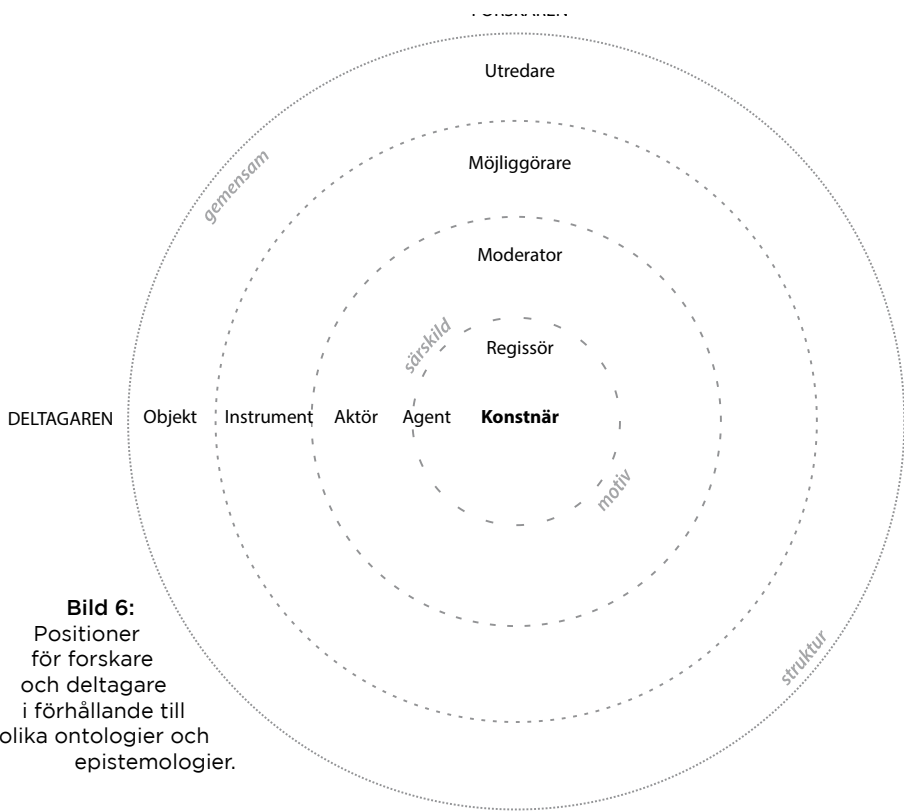 Utredare
gemensam
Möjliggörare
Moderator
särskild
Regissör
DELTAGAREN Objekt Instrument Aktör Agent Konstnär
motiv
Bild 6:
Positioner
för forskare
och deltagare
i förhållande till
olika ontologier och
epistemologier.
struktur